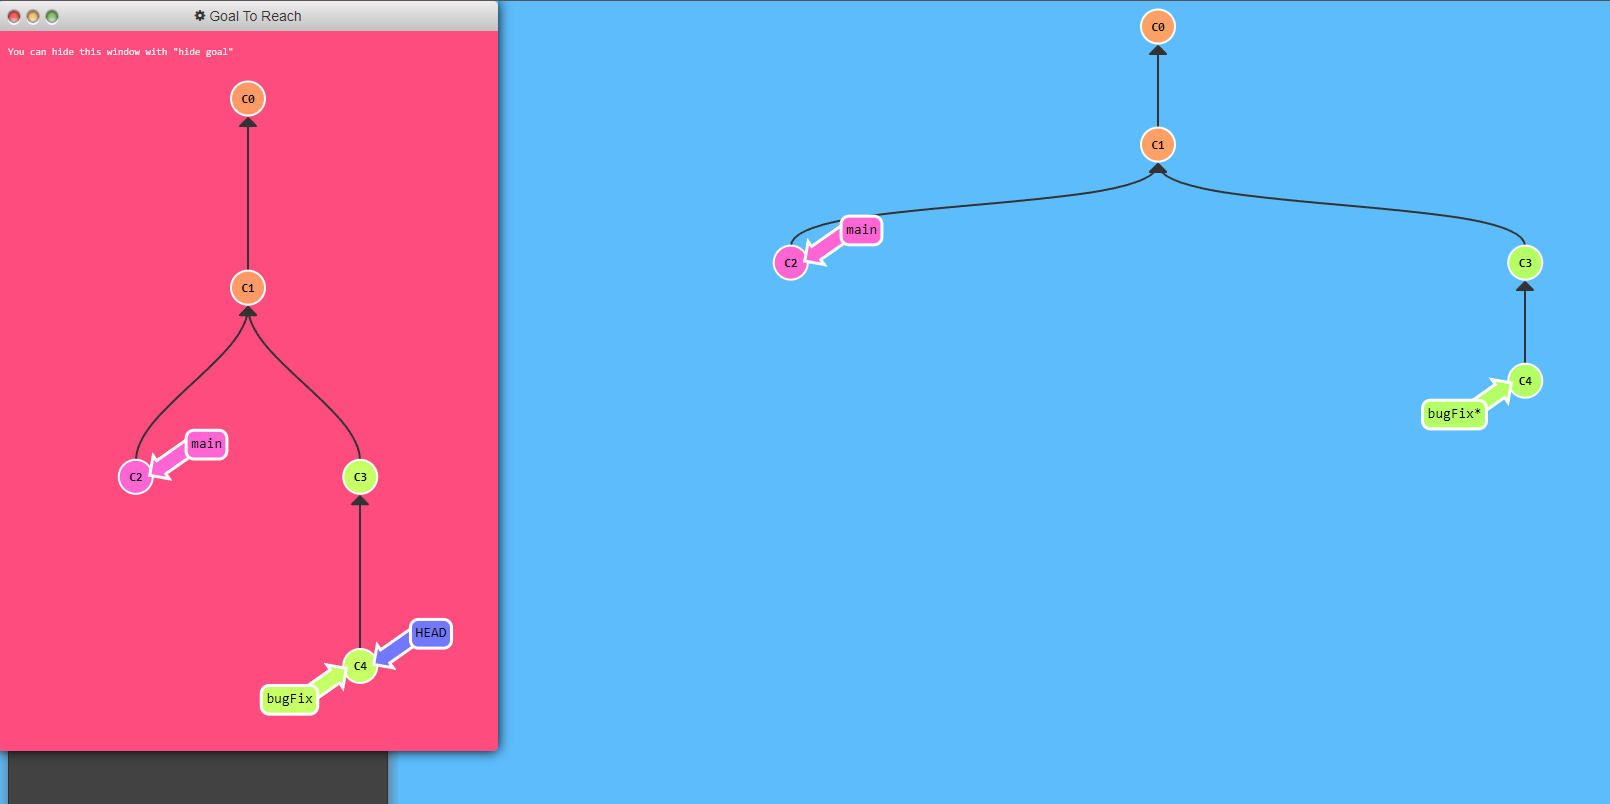 Goal To Reach
You can hide this window with "hide goal"
C0
C1
main
C2
C3
HEAD
C4
bugFix
C0
C1
main
C2
C3
C4
bugFix*